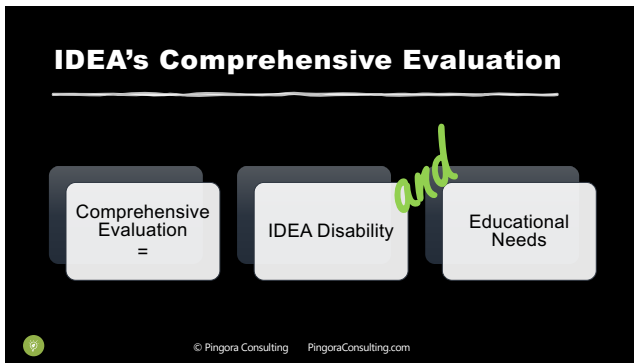 IDEA’s Comprehensive Evaluation
Comprehensive
Evaluation
=
IDEA Disability
and
Educational
Needs
© Pingora Consulting PingoraConsulting.com